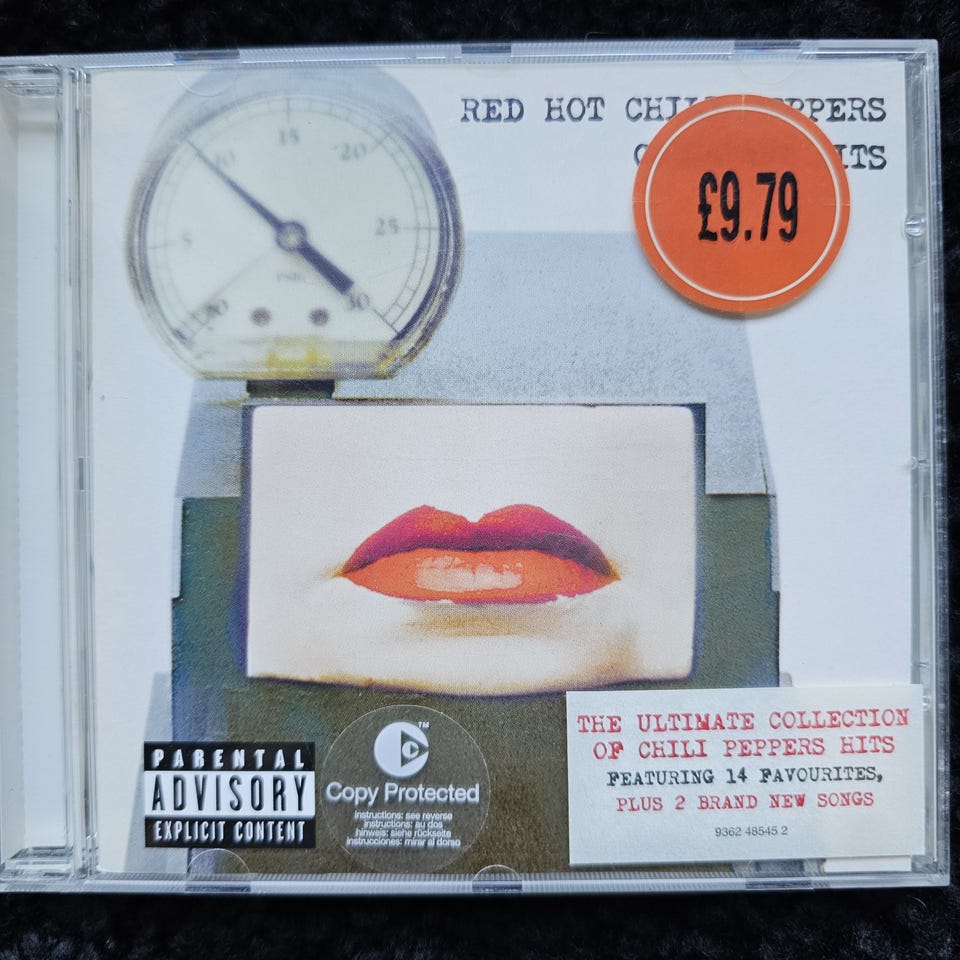 RED HOT CHILI PEPPERS
ITS
£9.79
15
10
20
5
25
30
THE ULTIMATE COLLECTION
OF CHILI PEPPERS HITS
FEATURING 14 FAVOURITES,
PLUS 2 BRAND NEW SONGS
9362 48545 2
PARENTAL
ADVISORY
EXPLICIT CONTENT
TM
Copy Protected
instructions: see reverse
instructions: au dos
hinweis: siehe rückseite
instrucciones: mirar al dorso